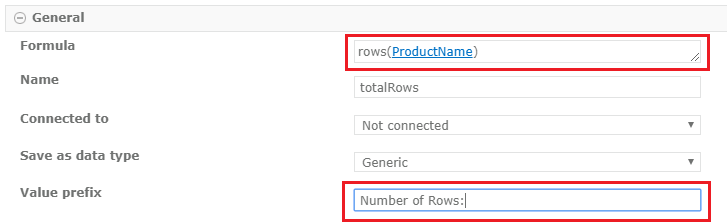 General
Formula
rows(ProductName)
Name
totalRows
Connected to
Not connected
Save as data type
Generic
Value prefix
Number of Rows: